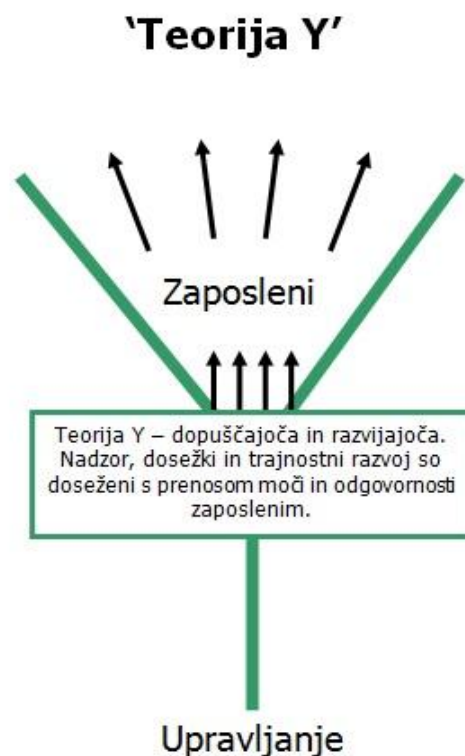 ‘Teorija Y’
Zaposleni
Teorija Y – dopuščajoča in razvijajoča.
Nadzor, dosežki in trajnostni razvoj so
doseženi s prenosom moči in odgovornosti
zaposlenim.
Upravljanje